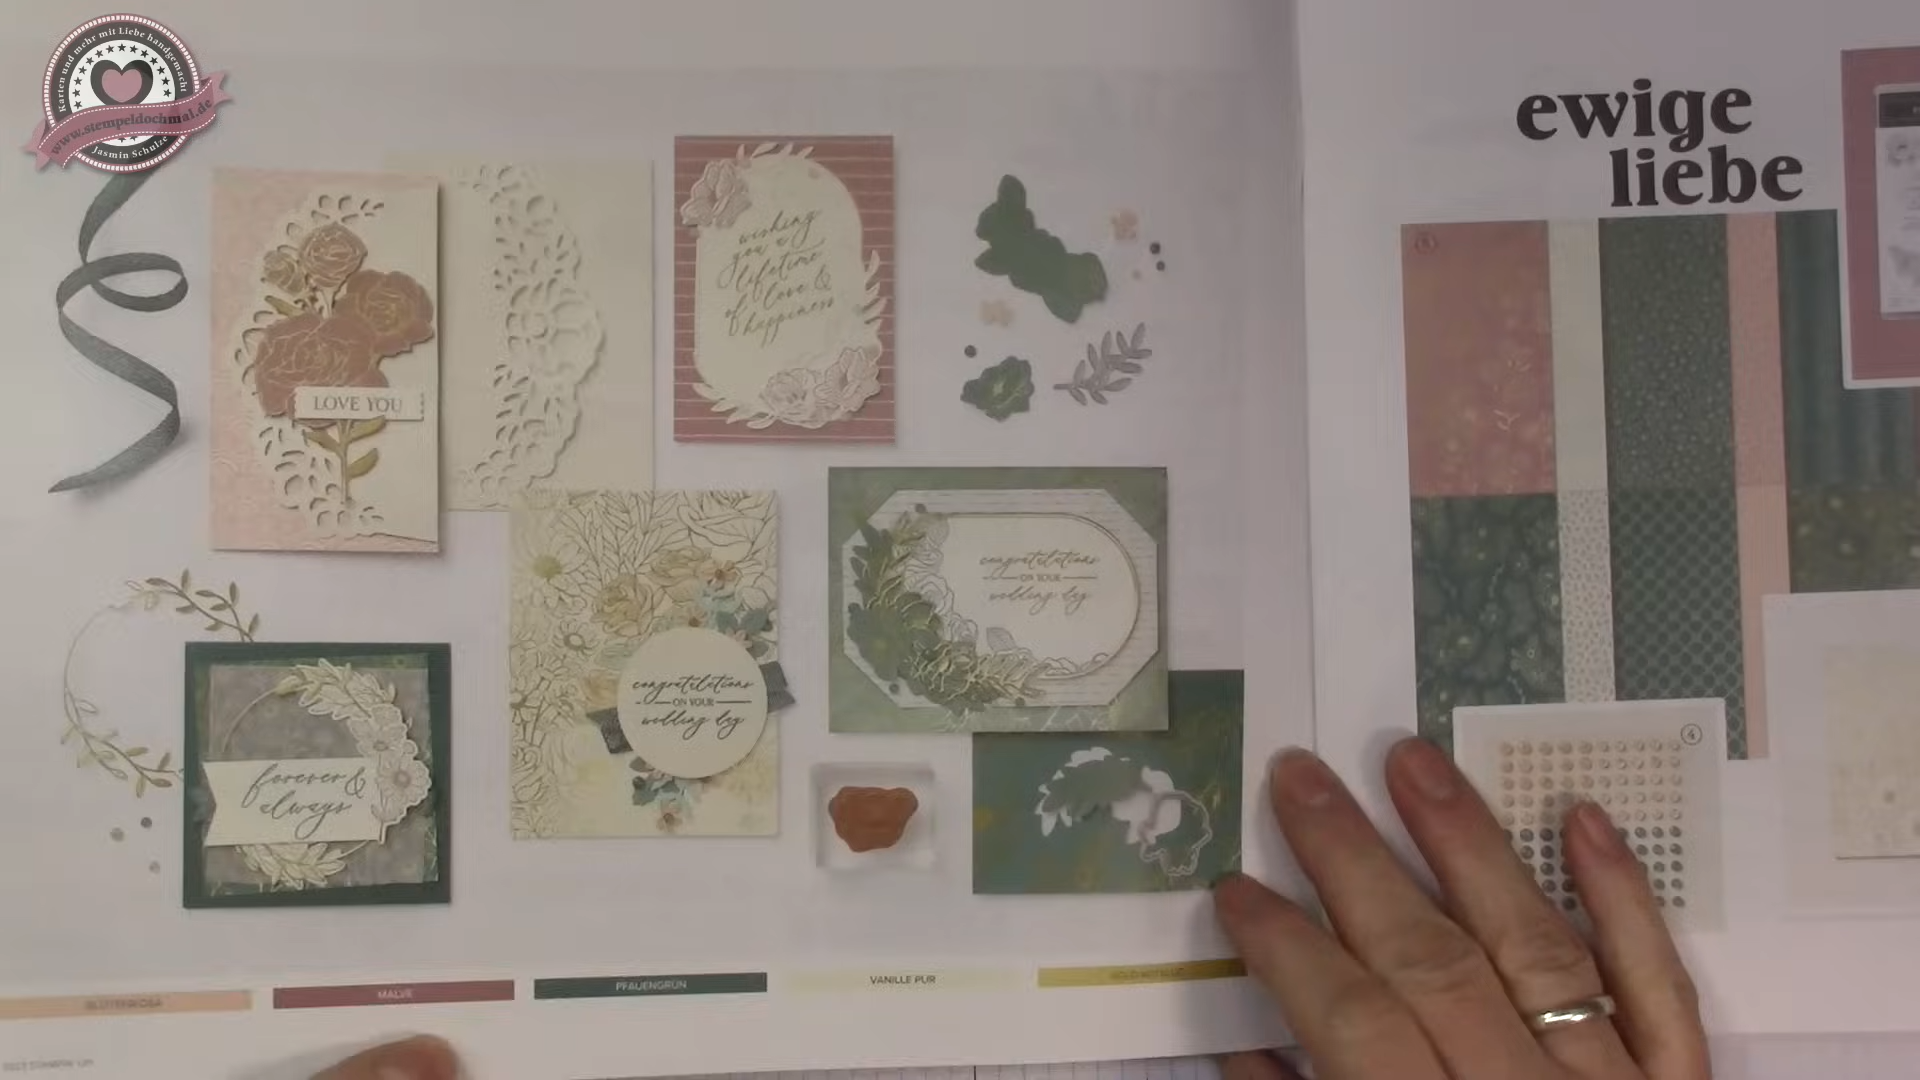 Karten und mehr mit Liebe handgemacht
www.stempeldochmal.de
Jasmin Schulze
ewige
liebe
wishing
you a
lifetime
of love &
happiness
LOVE YOU
congratulations
ON YOUR
wedding day
congratulations
ON YOUR
wedding day
forever &
always
4
BLÜTENROSA
MALVE
PFAUENGRÜN
VANILLE PUR